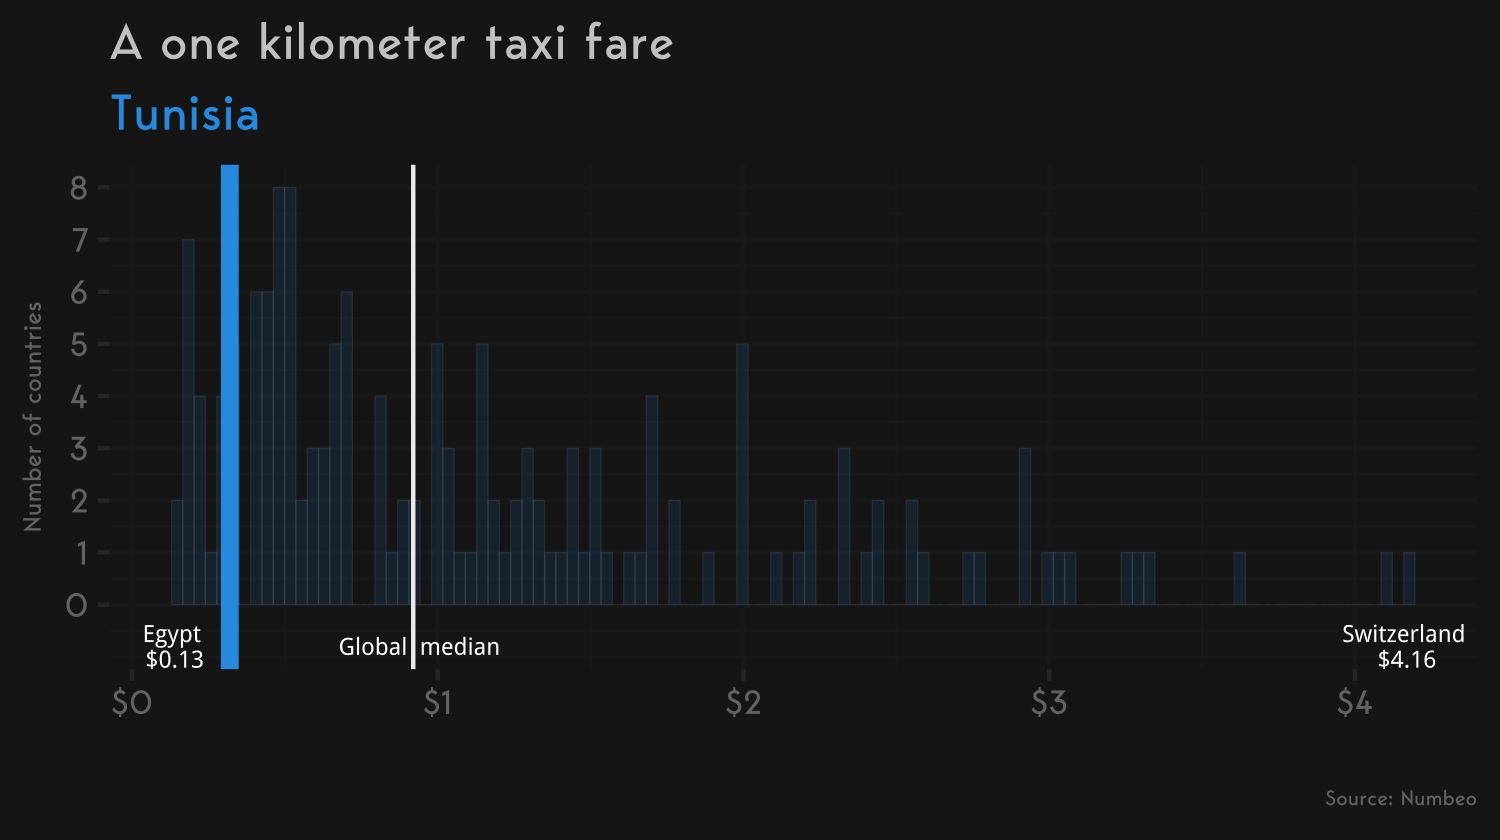 A one kilometer taxi fare
Tunisia
Number of countries
8
7
6
5
4
3
2
1
0
Egypt
$0.13
Global median
Switzerland
$4.16
$0
$1
$2
$3
$4
Source: Numbeo